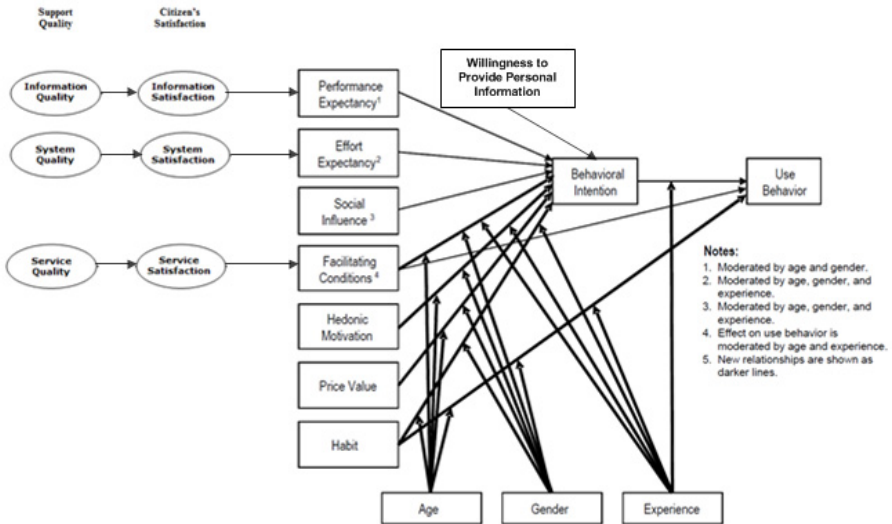 Support
Quality
Citizen's
Satisfaction
Willingness to
Provide Personal
Information
Information
Quality
Information
Satisfaction
Performance
Expectancy1
System
Quality
System
Satisfaction
Effort
Expectancy2
Behavioral
Intention
Use
Behavior
Social
Influence 3
Service
Quality
Service
Satisfaction
Facilitating
Conditions 4
Hedonic
Motivation
Price Value
Habit
Notes:
1. Moderated by age and gender.
2. Moderated by age, gender, and
experience.
3. Moderated by age, gender, and
experience.
4. Effect on use behavior is
moderated by age and experience.
5. New relationships are shown as
darker lines.
Age
Gender
Experience